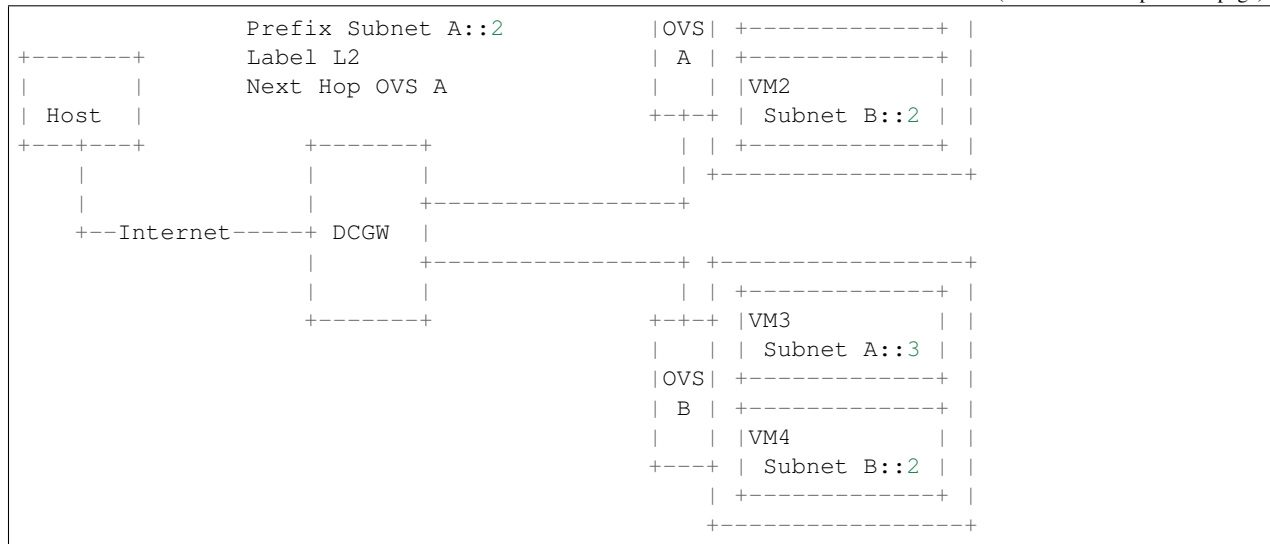 Prefix Subnet A::2          |OVS| +-------------+ |
+-------+       Label L2                    | A | +-------------+ |
|       |       Next Hop OVS A              |   | |VM2          | |
| Host  |                                   +-+-+ | Subnet B::2 | |
+---+---+           +-------+                 | | +-------------+ |
    |               |       |                 | +-----------------+
    |               |       +-----------------+
    +--Internet-----+ DCGW  |
                    |       +-----------------+ +-----------------+
                    |       |                 | | +-------------+ |
                    +-------+               +-+-+ |VM3          | |
                                            |   | | Subnet A::3 | |
                                            |OVS| +-------------+ |
                                            | B | +-------------+ |
                                            |   | |VM4          | |
                                            +---+ | Subnet B::2 | |
                                                | +-------------+ |
                                                +-----------------+